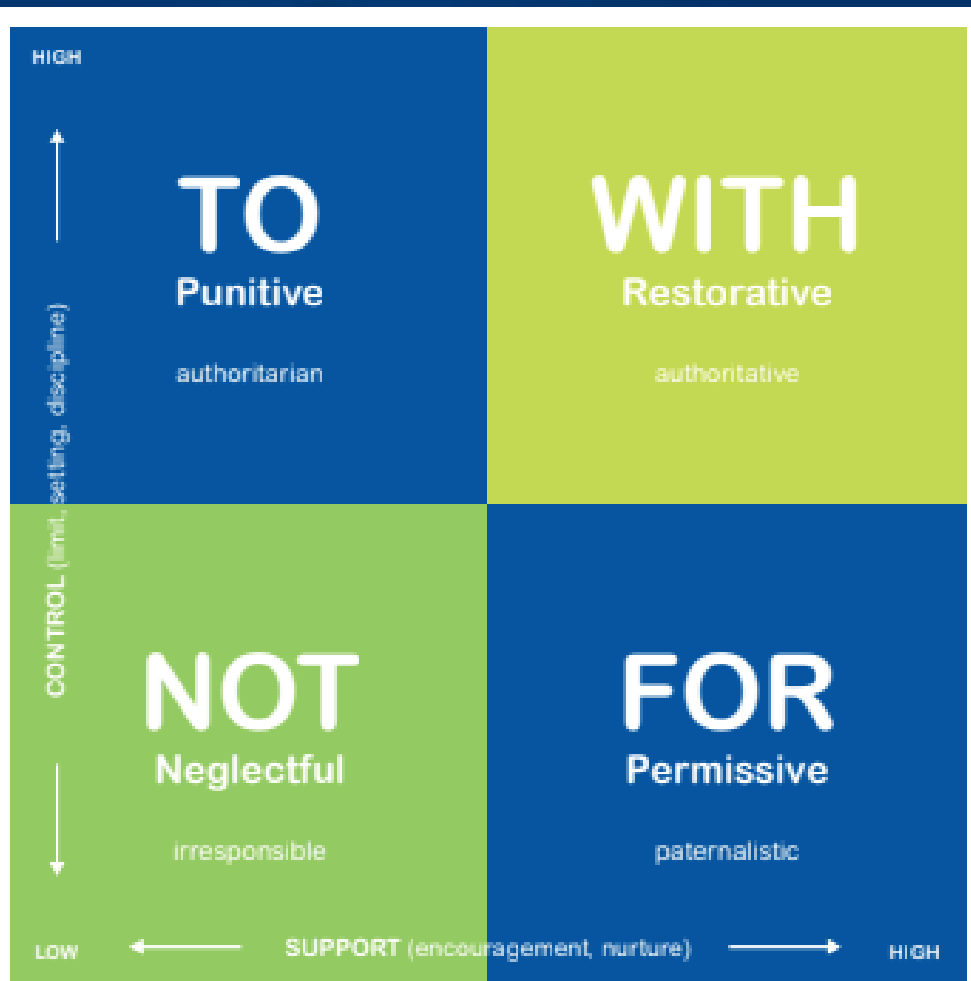 HIGH
TO
Punitive
authoritarian
WITH
Restorative
authoritative
CONTROL (limit, setting, discipline)
NOT
Neglectful
irresponsible
FOR
Permissive
paternalistic
LOW
SUPPORT (encouragement, nurture)
HIGH